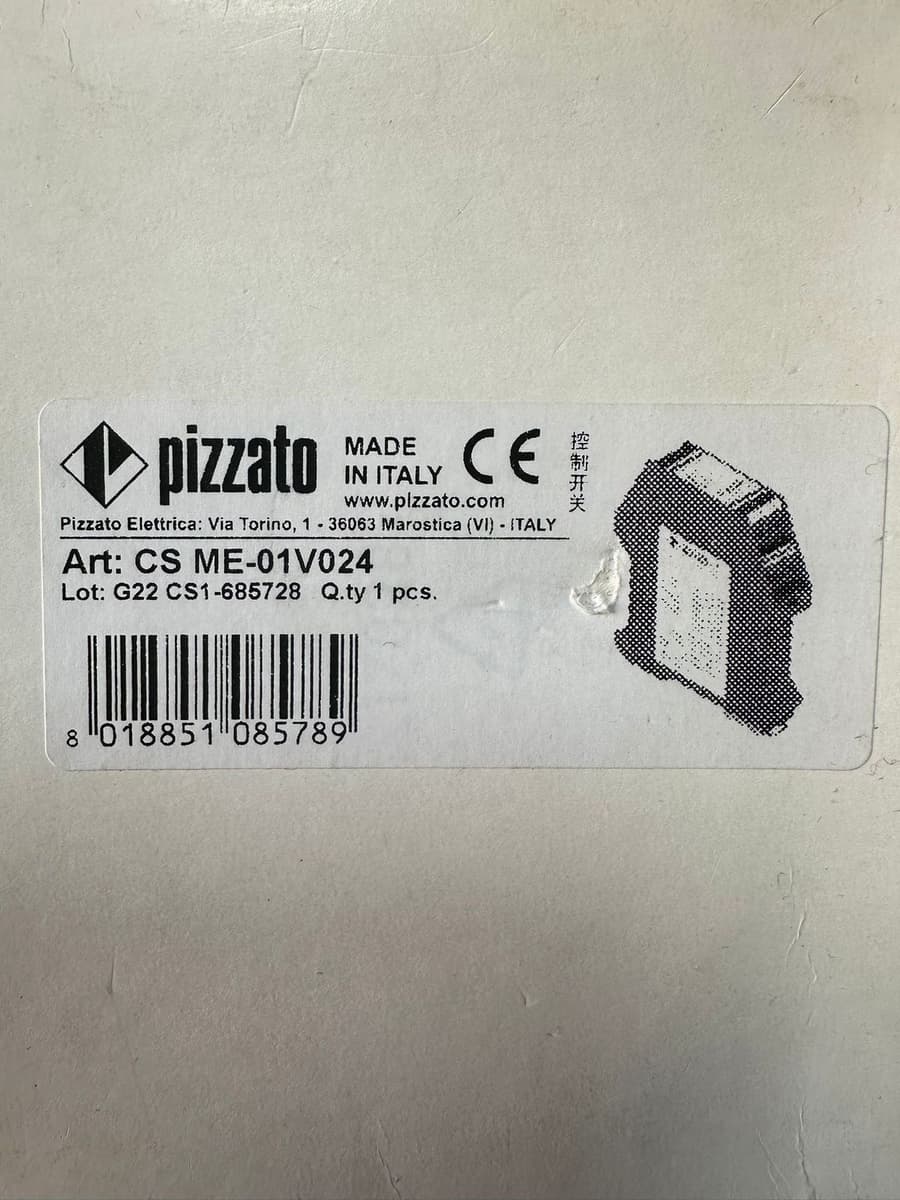 pizzato
MADE
IN ITALY
www.pizzato.com
CE
控制开关
Pizzato Elettrica: Via Torino, 1 - 36063 Marostica (VI) - ITALY
Art: CS ME-01V024
Lot: G22 CS1-685728 Q.ty 1 pcs.
8 018851 085789